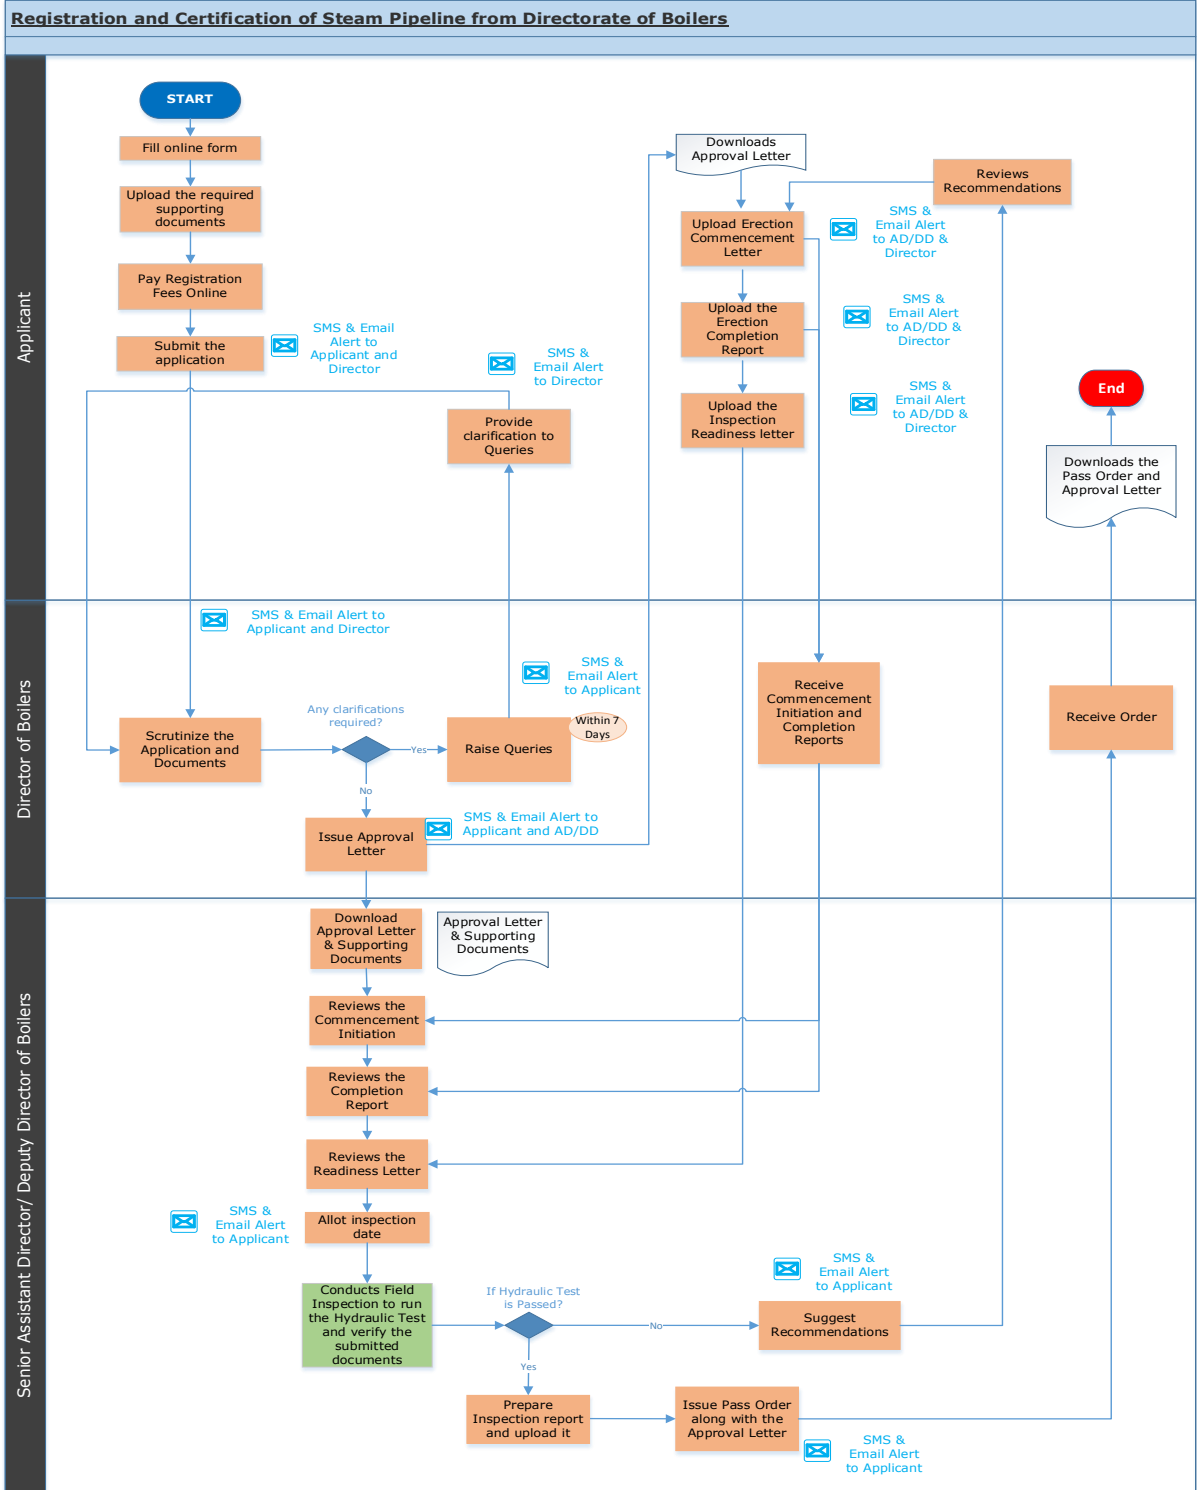 Registration and Certification of Steam Pipeline from Directorate of Boilers
Applicant
START
Fill online form
Upload the required
supporting
documents
Pay Registration
Fees Online
Submit the
application
SMS & Email
Alert to
Applicant and
Director
SMS &
Email Alert
to Director
Provide
clarification to
Queries
Downloads
Approval Letter
Upload Erection
Commencement
Letter
SMS &
Email Alert
to AD/DD &
Director
Upload the
Erection
Completion
Report
SMS &
Email Alert
to AD/DD &
Director
Upload the
Inspection
Readiness letter
SMS &
Email Alert
to AD/DD &
Director
Reviews
Recommendations
End
Downloads the
Pass Order and
Approval Letter
Director of Boilers
SMS & Email Alert to
Applicant and Director
Scrutinize the
Application and
Documents
Any clarifications
required?
Yes
No
SMS &
Email Alert
to Applicant
Raise Queries
Within 7
Days
Issue Approval
Letter
SMS & Email Alert to
Applicant and AD/DD
Receive
Commencement
Initiation and
Completion
Reports
Receive Order
Senior Assistant Director/ Deputy Director of Boilers
Download
Approval Letter
& Supporting
Documents
Approval Letter
& Supporting
Documents
Reviews the
Commencement
Initiation
Reviews the
Completion
Report
Reviews the
Readiness Letter
SMS &
Email Alert
to Applicant
Allot inspection
date
Conducts Field
Inspection to run
the Hydraulic Test
and verify the
submitted
documents
If Hydraulic Test
is Passed?
No
Yes
SMS &
Email Alert
to Applicant
Suggest
Recommendations
Prepare
Inspection report
and upload it
Issue Pass Order
along with the
Approval Letter
SMS &
Email Alert
to Applicant